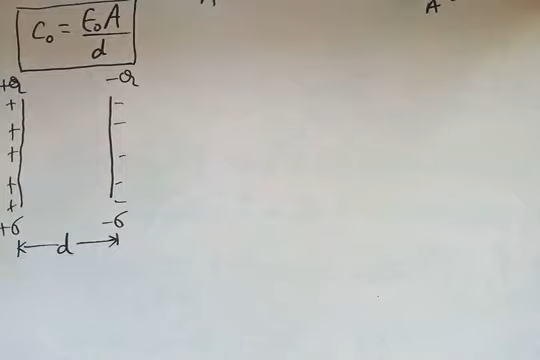 C₀ = ε₀A / d
+Q -Q
+ -
+ -
+ -
+ -
+ -
+σ -σ
d